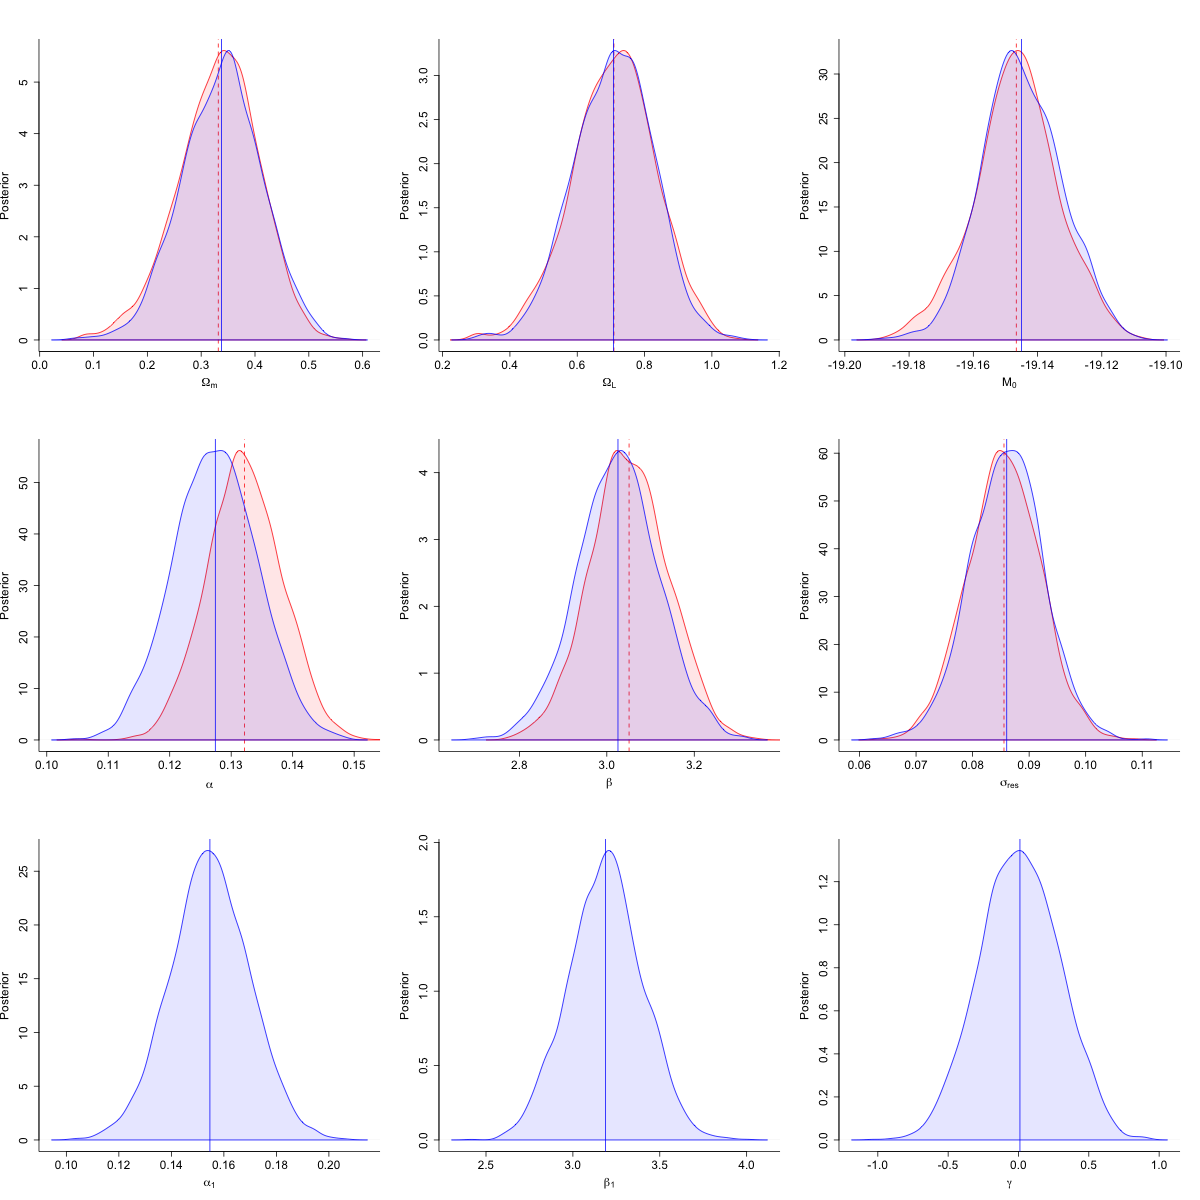 Posterior
0 1 2 3 4 5
0.0 0.1 0.2 0.3 0.4 0.5 0.6
Ωm
Posterior
0.0 0.5 1.0 1.5 2.0 2.5 3.0
0.2 0.4 0.6 0.8 1.0 1.2
ΩL
Posterior
0 5 10 15 20 25 30
-19.20 -19.18 -19.16 -19.14 -19.12 -19.10
M0
Posterior
0 10 20 30 40 50
0.10 0.11 0.12 0.13 0.14 0.15
α
Posterior
0 1 2 3 4
2.8 3.0 3.2
β
Posterior
0 10 20 30 40 50 60
0.06 0.07 0.08 0.09 0.10 0.11
σres
Posterior
0 5 10 15 20 25
0.10 0.12 0.14 0.16 0.18 0.20
α1
Posterior
0.0 0.5 1.0 1.5 2.0
2.5 3.0 3.5 4.0
β1
Posterior
0.0 0.2 0.4 0.6 0.8 1.0 1.2
-1.0 -0.5 0.0 0.5 1.0
γ